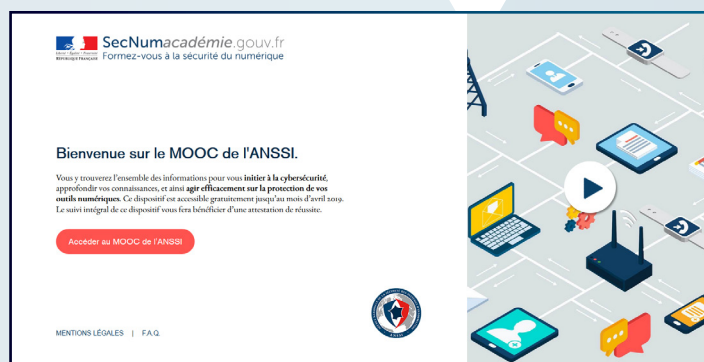 SecNumacadémie.gouv.fr
Formez-vous à la sécurité du numérique
RÉPUBLIQUE FRANÇAISE
Bienvenue sur le MOOC de l'ANSSI.
Vous y trouverez l'ensemble des informations pour vous initier à la cybersécurité,
approfondir vos connaissances, et ainsi agir efficacement sur la protection de vos
outils numériques. Ce dispositif est accessible gratuitement jusqu'au mois d'avril 2019.
Le suivi intégral de ce dispositif vous fera bénéficier d'une attestation de réussite.
Accéder au MOOC de l'ANSSI
MENTIONS LÉGALES | F.A.Q.